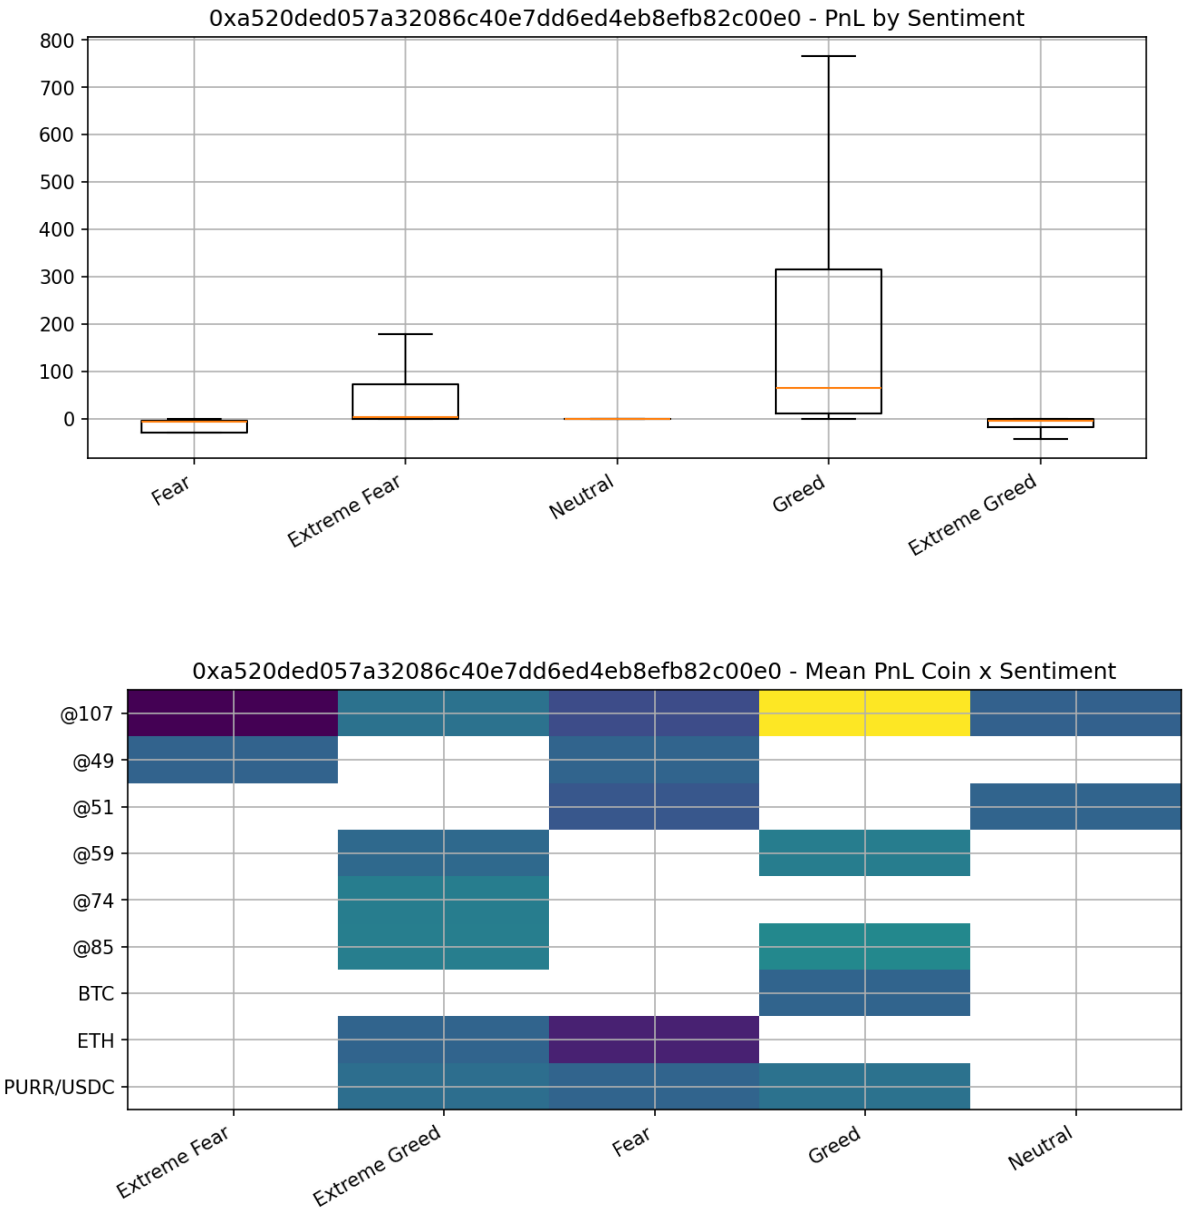 0xa520ded057a32086c40e7dd6ed4eb8efb82c00e0 - PnL by Sentiment
800
700
600
500
400
300
200
100
0
Fear
Extreme Fear
Neutral
Greed
Extreme Greed
0xa520ded057a32086c40e7dd6ed4eb8efb82c00e0 - Mean PnL Coin x Sentiment
@107
@49
@51
@59
@74
@85
BTC
ETH
PURR/USDC
Extreme Fear
Extreme Greed
Fear
Greed
Neutral